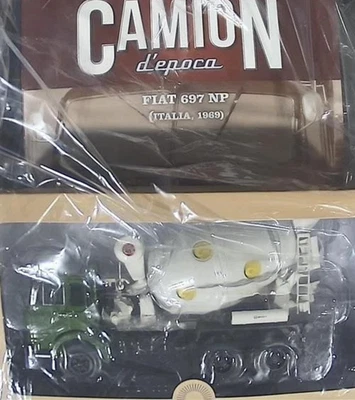 CAMION
d'epoca
FIAT 697 NP
(ITALIA, 1969)